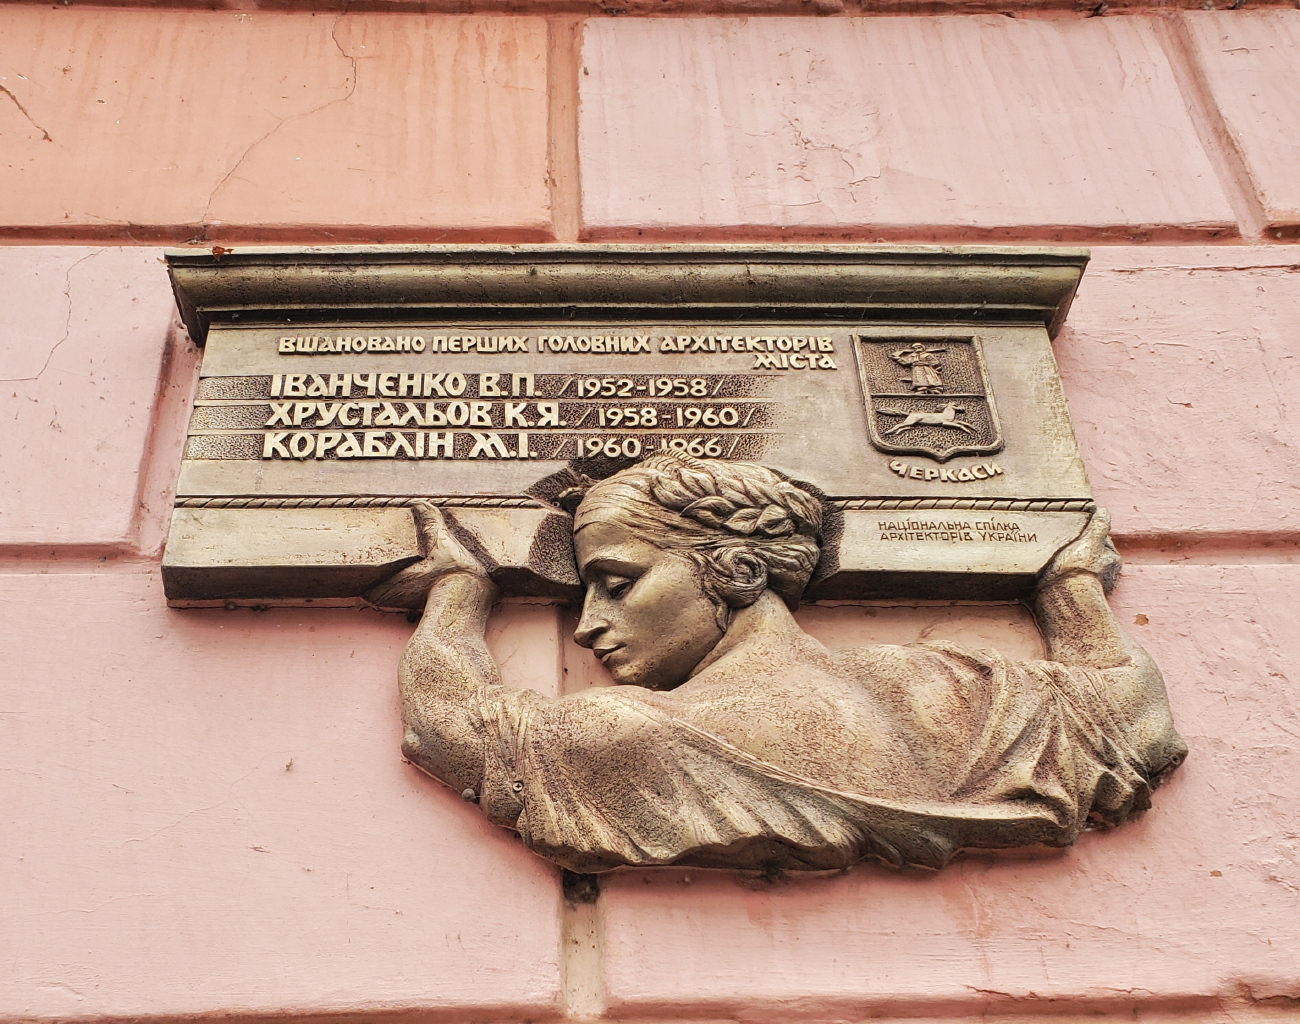 ВШАНОВАНО ПЕРШИХ ГОЛОВНИХ АРХІТЕКТОРІВ
МІСТА
ІВАНЧЕНКО В.П. /1952-1958/
ХРУСТАЛЬОВ К.Я. /1958-1960/
КОРАБЛІН М.І. /1960-1966/
ЧЕРКАСИ
НАЦІОНАЛЬНА СПІЛКА
АРХІТЕКТОРІВ УКРАЇНИ